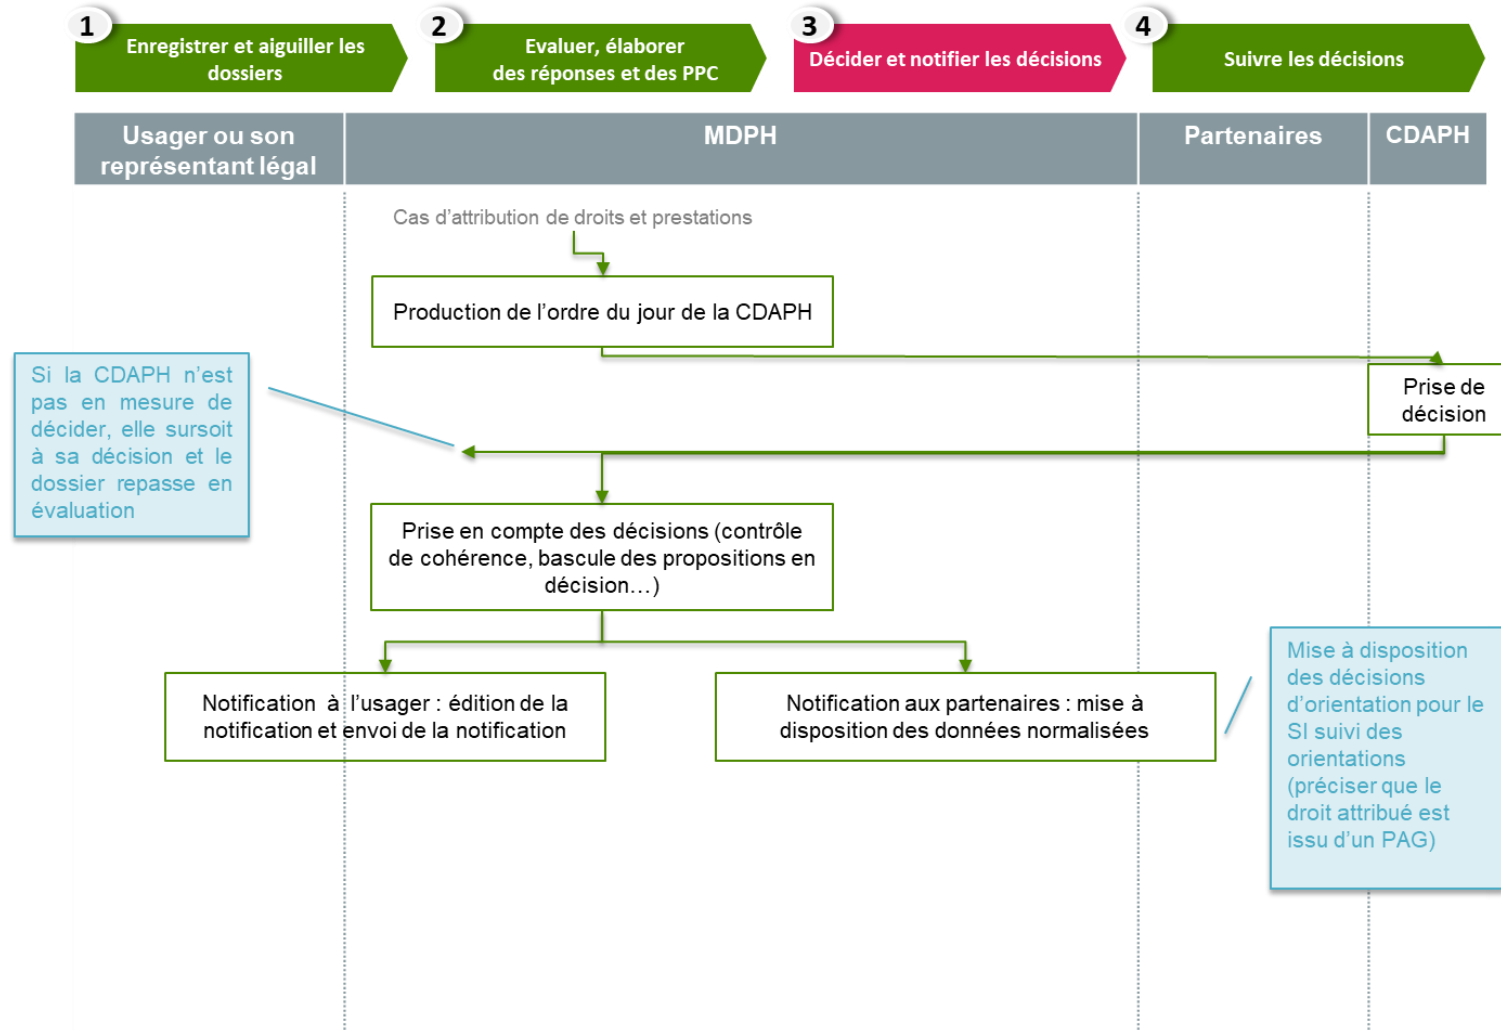 1
Enregistrer et aiguiller les
dossiers
2
Evaluer, élaborer
des réponses et des PPC
3
Décider et notifier les décisions
4
Suivre les décisions
Usager ou son
représentant légal
MDPH
Partenaires
CDAPH
Cas d’attribution de droits et prestations
Production de l’ordre du jour de la CDAPH
Si la CDAPH n’est
pas en mesure de
décider, elle sursoit
à sa décision et le
dossier repasse en
évaluation
Prise de
décision
Prise en compte des décisions (contrôle
de cohérence, bascule des propositions en
décision…)
Notification à l’usager : édition de la
notification et envoi de la notification
Notification aux partenaires : mise à
disposition des données normalisées
Mise à disposition
des décisions
d’orientation pour le
SI suivi des
orientations
(préciser que le
droit attribué est
issu d’un PAG)